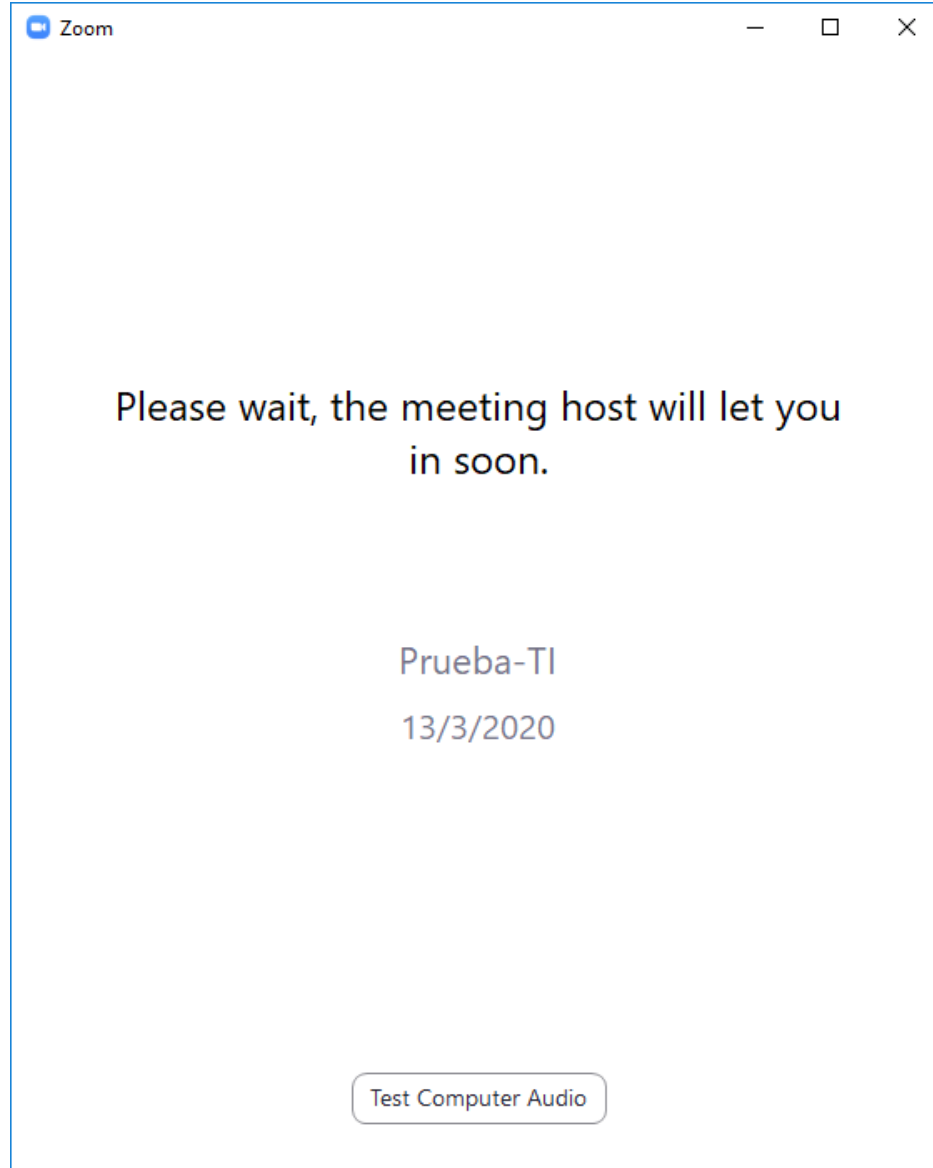 Zoom
Please wait, the meeting host will let you
in soon.
Prueba-TI
13/3/2020
Test Computer Audio